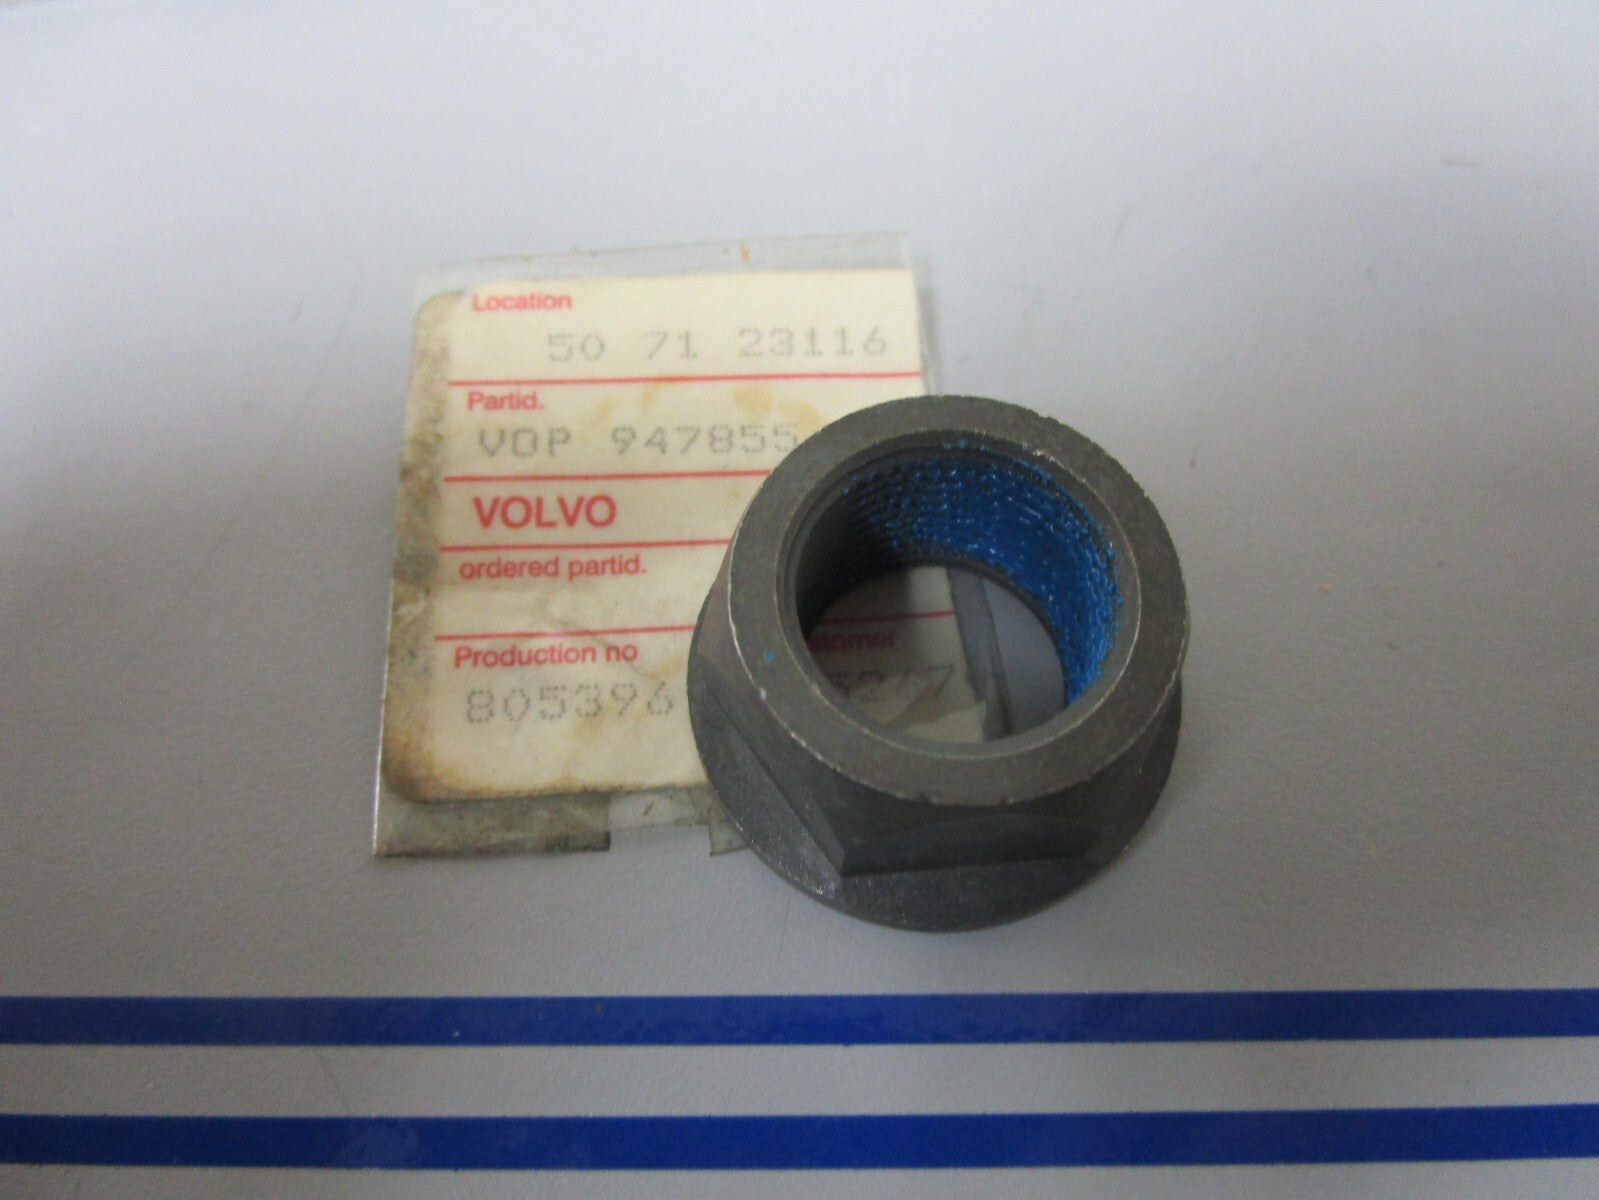 Location
50 71 23116
Partid.
VOP 947855
VOLVO
ordered partid.
Production no
805396